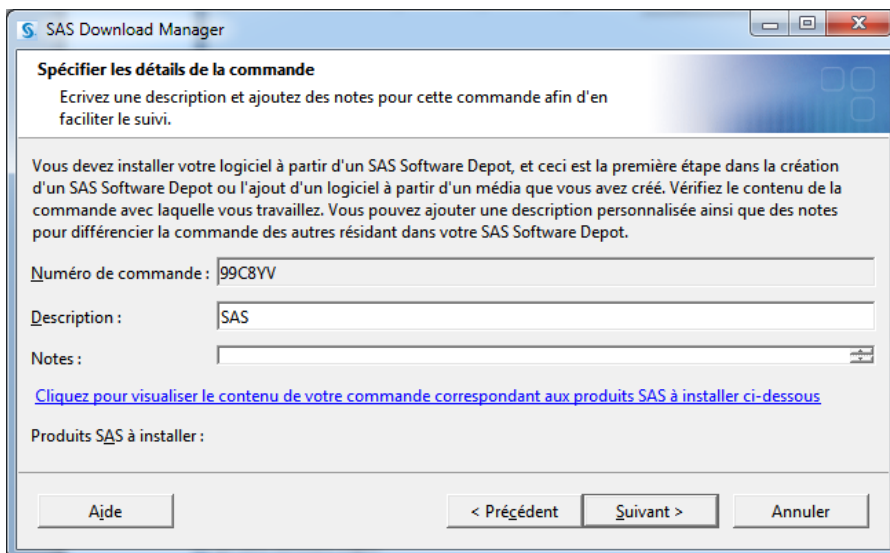 SAS Download Manager
Spécifier les détails de la commande
Ecrivez une description et ajoutez des notes pour cette commande afin d'en
faciliter le suivi.
Vous devez installer votre logiciel à partir d'un SAS Software Depot, et ceci est la première étape dans la création
d'un SAS Software Depot ou l'ajout d'un logiciel à partir d'un média que vous avez créé. Vérifiez le contenu de la
commande avec laquelle vous travaillez. Vous pouvez ajouter une description personnalisée ainsi que des notes
pour différencier la commande des autres résidant dans votre SAS Software Depot.
Numéro de commande : 99C8YV
Description : SAS
Notes :
Cliquez pour visualiser le contenu de votre commande correspondant aux produits SAS à installer ci-dessous
Produits SAS à installer :
Aide < Précédent Suivant > Annuler